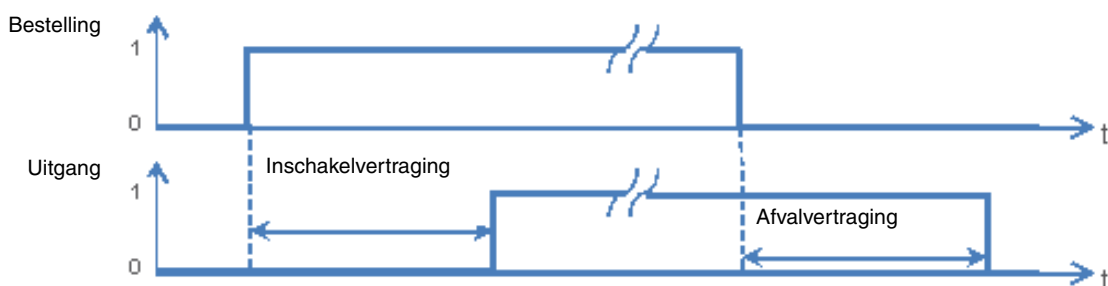 Bestelling
1
0
t
Uitgang
Inschakelvertraging
1
Afvalvertraging
0
t